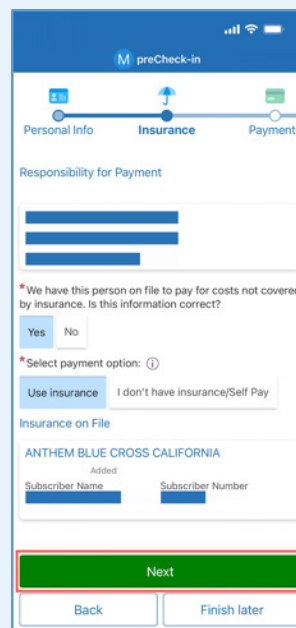 M preCheck-in
Personal Info
Insurance
Payment
Responsibility for Payment
*We have this person on file to pay for costs not covered
by insurance. Is this information correct?
Yes No
*Select payment option: i
Use insurance I don't have insurance/Self Pay
Insurance on File
ANTHEM BLUE CROSS CALIFORNIA
Added
Subscriber Name Subscriber Number
Next
Back Finish later